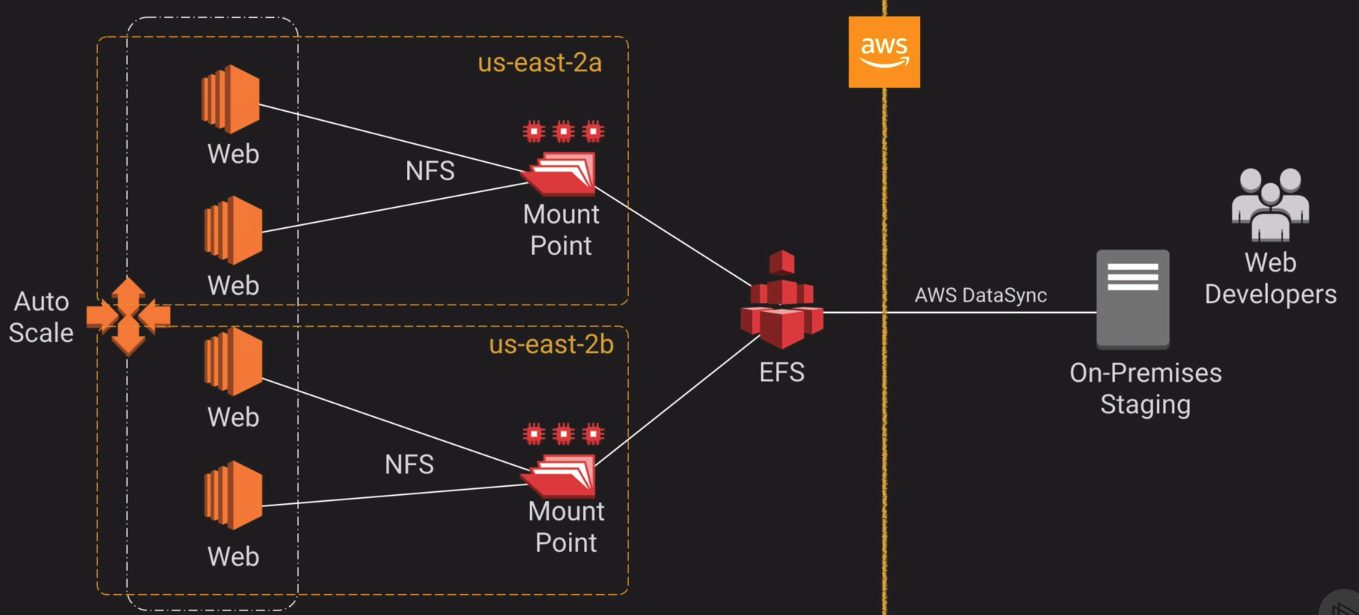 us-east-2a
aws
Web
NFS
Mount
Point
Web
Auto
Scale
Web
Developers
AWS DataSync
EFS
On-Premises
Staging
us-east-2b
Web
NFS
Mount
Point
Web